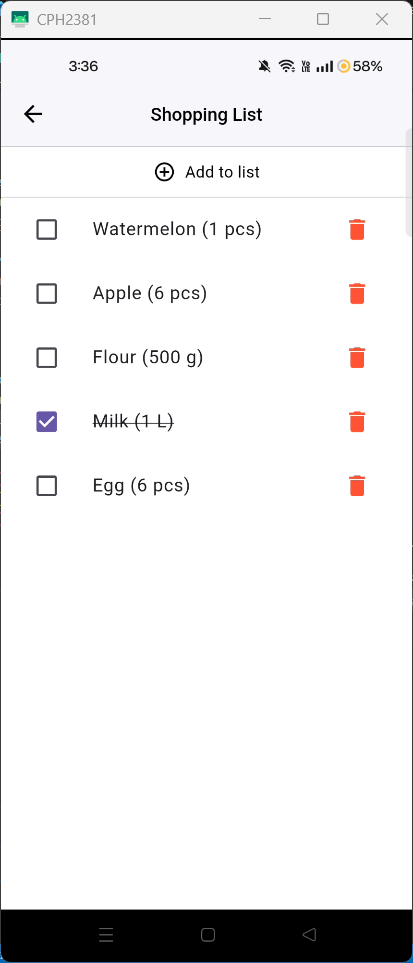 CPH2381
3:36
58%
Shopping List
Add to list
Watermelon (1 pcs)
Apple (6 pcs)
Flour (500 g)
Milk (1 L)
Egg (6 pcs)